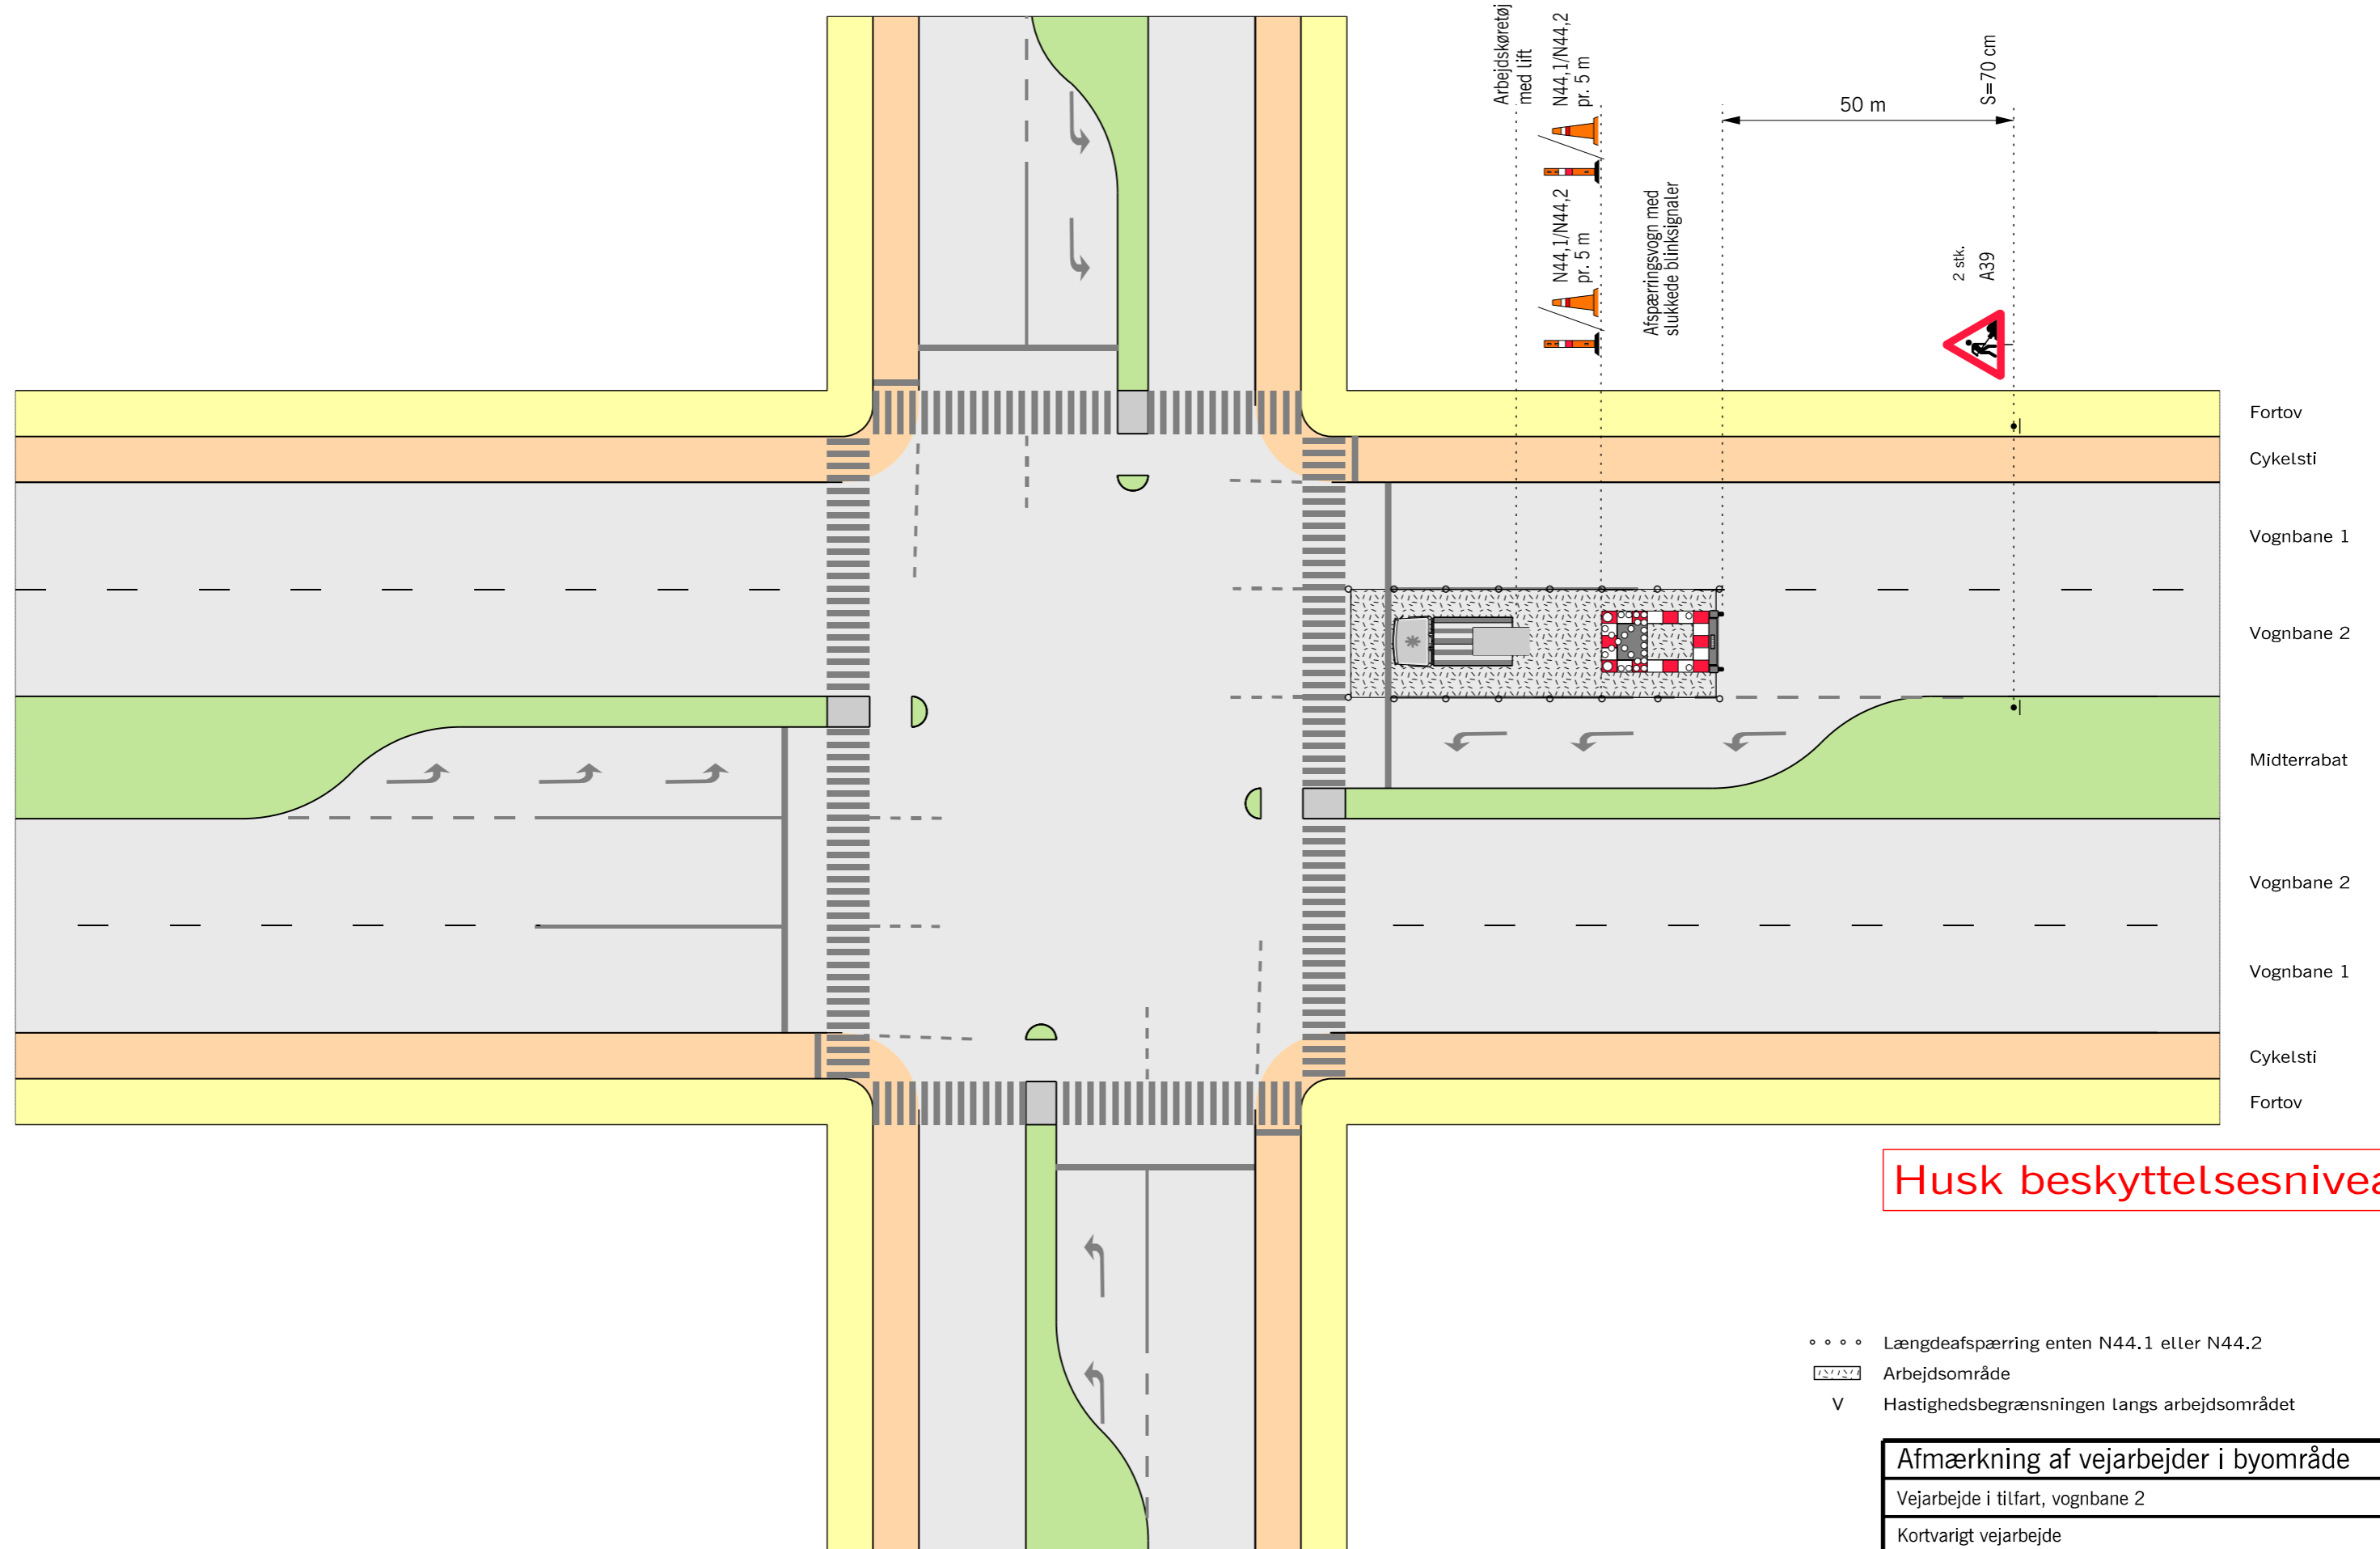 Arbejdskøretøj
med lift
N44,1/N44,2
pr. 5 m
N44,1/N44,2
pr. 5 m
Afspærringsvogn med
slukkede blinksignaler
50 m
S=70 cm
2 stk.
A39
Fortov
Cykelsti
Vognbane 1
Vognbane 2
Midterrabat
Vognbane 2
Vognbane 1
Cykelsti
Fortov
Husk beskyttelsesnivea
Længdeafspærring enten N44.1 eller N44.2
Arbejdsområde
V Hastighedsbegrænsningen langs arbejdsområdet
Afmærkning af vejarbejder i byområde
Vejarbejde i tilfart, vognbane 2
Kortvarigt vejarbejde